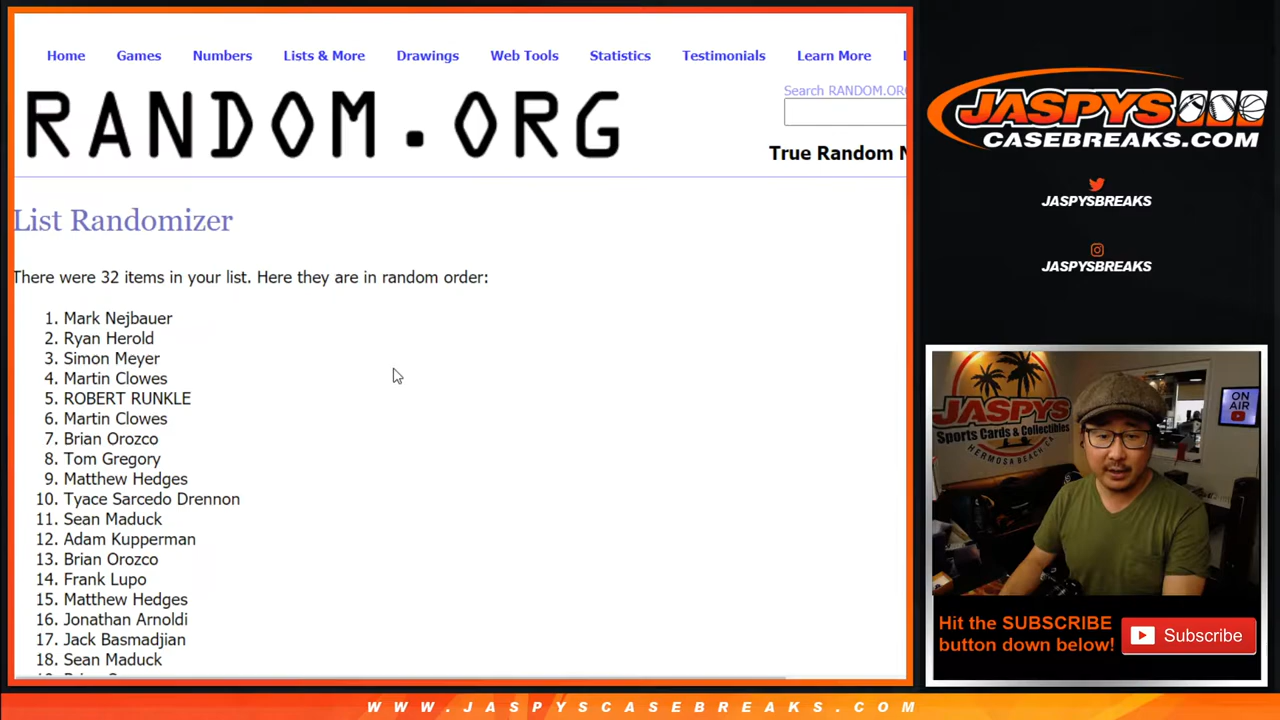 Home Games Numbers Lists & More Drawings Web Tools Statistics Testimonials Learn More
RANDOM.ORG
Search RANDOM.ORG
True Random
List Randomizer
There were 32 items in your list. Here they are in random order:
1. Mark Nejbauer
2. Ryan Herold
3. Simon Meyer
4. Martin Clowes
5. ROBERT RUNKLE
6. Martin Clowes
7. Brian Orozco
8. Tom Gregory
9. Matthew Hedges
10. Tyace Sarcedo Drennon
11. Sean Maduck
12. Adam Kupperman
13. Brian Orozco
14. Frank Lupo
15. Matthew Hedges
16. Jonathan Arnoldi
17. Jack Basmadjian
18. Sean Maduck
JASPYS
CASEBREAKS.COM
JASPYSBREAKS
JASPYSBREAKS
JASPYS
Sports Cards & Collectibles
HERMOSA BEACH CA
ON
AIR
Hit the SUBSCRIBE
button down below!
Subscribe
WWW.JASPYSCASEBREAKS.COM